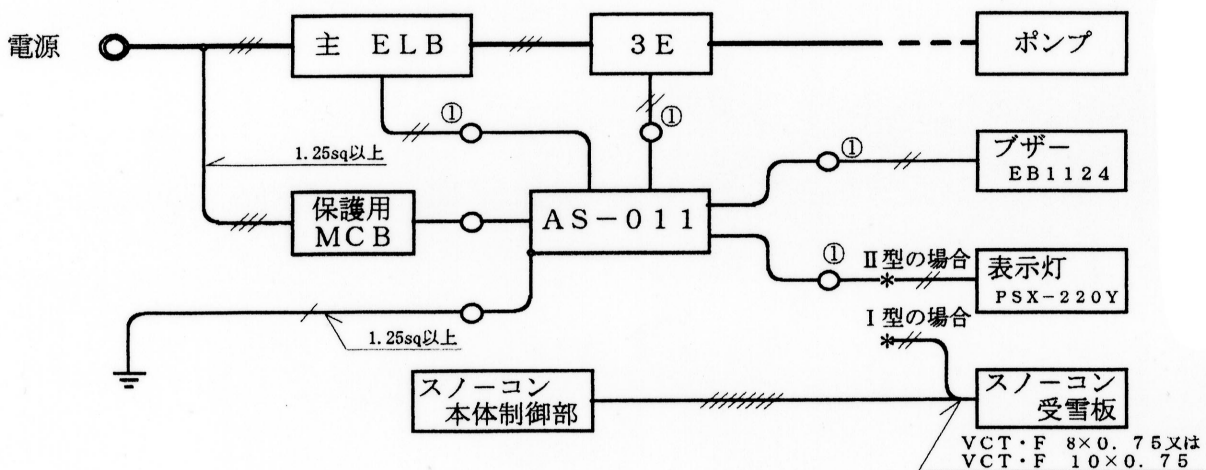 電源
主 ELB
3E
ポンプ
①
①
①
1.25sq以上
ブザー
EB1124
保護用
MCB
AS-011
①
II型の場合
表示灯
PSX-220Y
I型の場合
1.25sq以上
スノーコン
本体制御部
スノーコン
受雪板
VCT・F 8×0.75又は
VCT・F 10×0.75